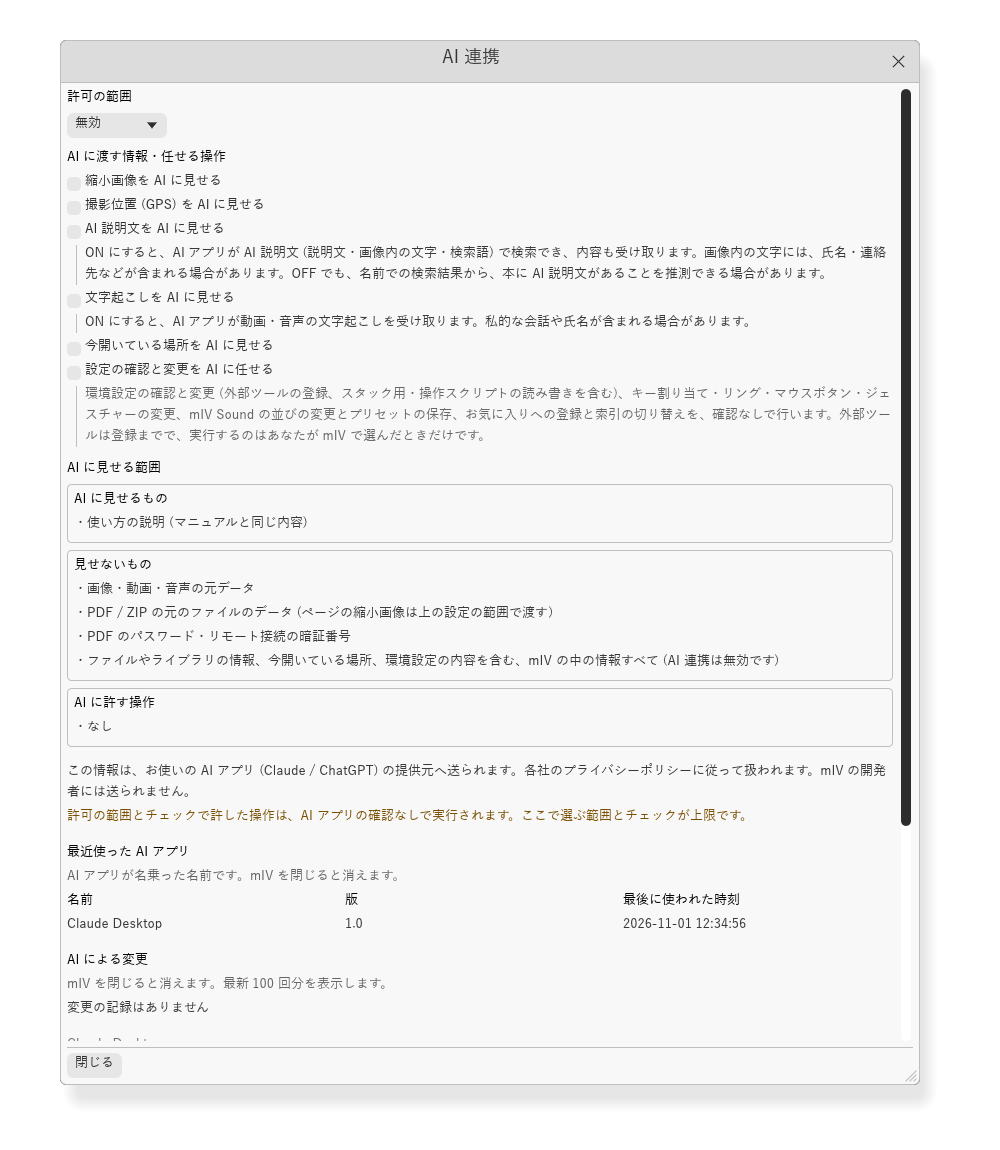 AI 連携
許可の範囲
無効
AI に渡す情報・任せる操作
縮小画像を AI に見せる
撮影位置 (GPS) を AI に見せる
AI 説明文を AI に見せる
ON にすると、AI アプリが AI 説明文 (説明文・画像内の文字・検索語) で検索でき、内容も受け取ります。画像内の文字には、氏名・連絡
先などが含まれる場合があります。OFF でも、名前での検索結果から、本に AI 説明文があることを推測できる場合があります。
文字起こしを AI に見せる
ON にすると、AI アプリが動画・音声の文字起こしを受け取ります。私的な会話や氏名が含まれる場合があります。
今開いている場所を AI に見せる
設定の確認と変更を AI に任せる
環境設定の確認と変更 (外部ツールの登録、スタック用・操作スクリプトの読み書きを含む)、キー割り当て・リング・マウスボタン・ジェ
スチャーの変更、mIV Sound の並びの変更とプリセットの保存、お気に入りへの登録と索引の切り替えを、確認なしで行います。外部ツー
ルは登録までで、実行するのはあなたが mIV で選んだときだけです。
AI に見せる範囲
AI に見せるもの
・使い方の説明 (マニュアルと同じ内容)
見せないもの
・画像・動画・音声の元データ
・PDF / ZIP の元のファイルのデータ (ページの縮小画像は上の設定の範囲で渡す)
・PDF のパスワード・リモート接続の暗証番号
・ファイルやライブラリの情報、今開いている場所、環境設定の内容を含む、mIV の中の情報すべて (AI 連携は無効です)
AI に許す操作
・なし
この情報は、お使いの AI アプリ (Claude / ChatGPT) の提供元へ送られます。各社のプライバシーポリシーに従って扱われます。mIV の開発
者には送られません。
許可の範囲とチェックで許した操作は、AI アプリの確認なしで実行されます。ここで選ぶ範囲とチェックが上限です。
最近使った AI アプリ
AI アプリが名乗った名前です。mIV を閉じると消えます。
名前 版 最後に使われた時刻
Claude Desktop 1.0 2026-11-01 12:34:56
AI による変更
mIV を閉じると消えます。最新 100 回分を表示します。
変更の記録はありません
閉じる